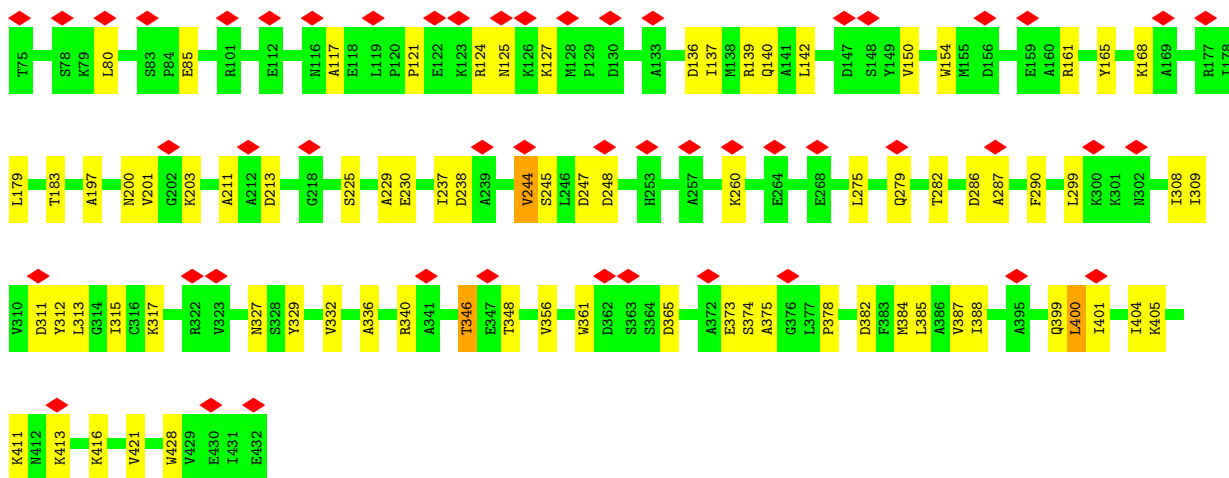 T75 S78 K79 L80 S83 P84 E85 R101 E112 N116 A117 E118 L119 P120 P121 E122 K123 R124 N125 K126 K127 M128 P129 D130 A133 D136 I137 M138 R139 Q140 A141 L142 D147 S148 Y149 V150 W154 M155 D156 E159 A160 R161 Y165 K168 A169 R177 I178
L179 T183 A197 N200 V201 G202 K203 A211 A212 D213 G218 S225 A229 E230 I237 D238 A239 V244 S245 L246 D247 D248 H253 A257 K260 E264 E268 L275 Q279 T282 D286 A287 F290 L299 K300 K301 N302 I308 I309
V310 D311 Y312 L313 G314 I315 C316 K317 R322 V323 N327 S328 Y329 V332 A336 R340 A341 T346 E347 T348 V356 W361 D362 S363 S364 D365 A372 E373 S374 A375 G376 L377 P378 D382 F383 M384 L385 A386 V387 I388 A395 Q399 L400 I401 I404 K405
K411 N412 K413 K416 V421 W428 V429 E430 I431 E432